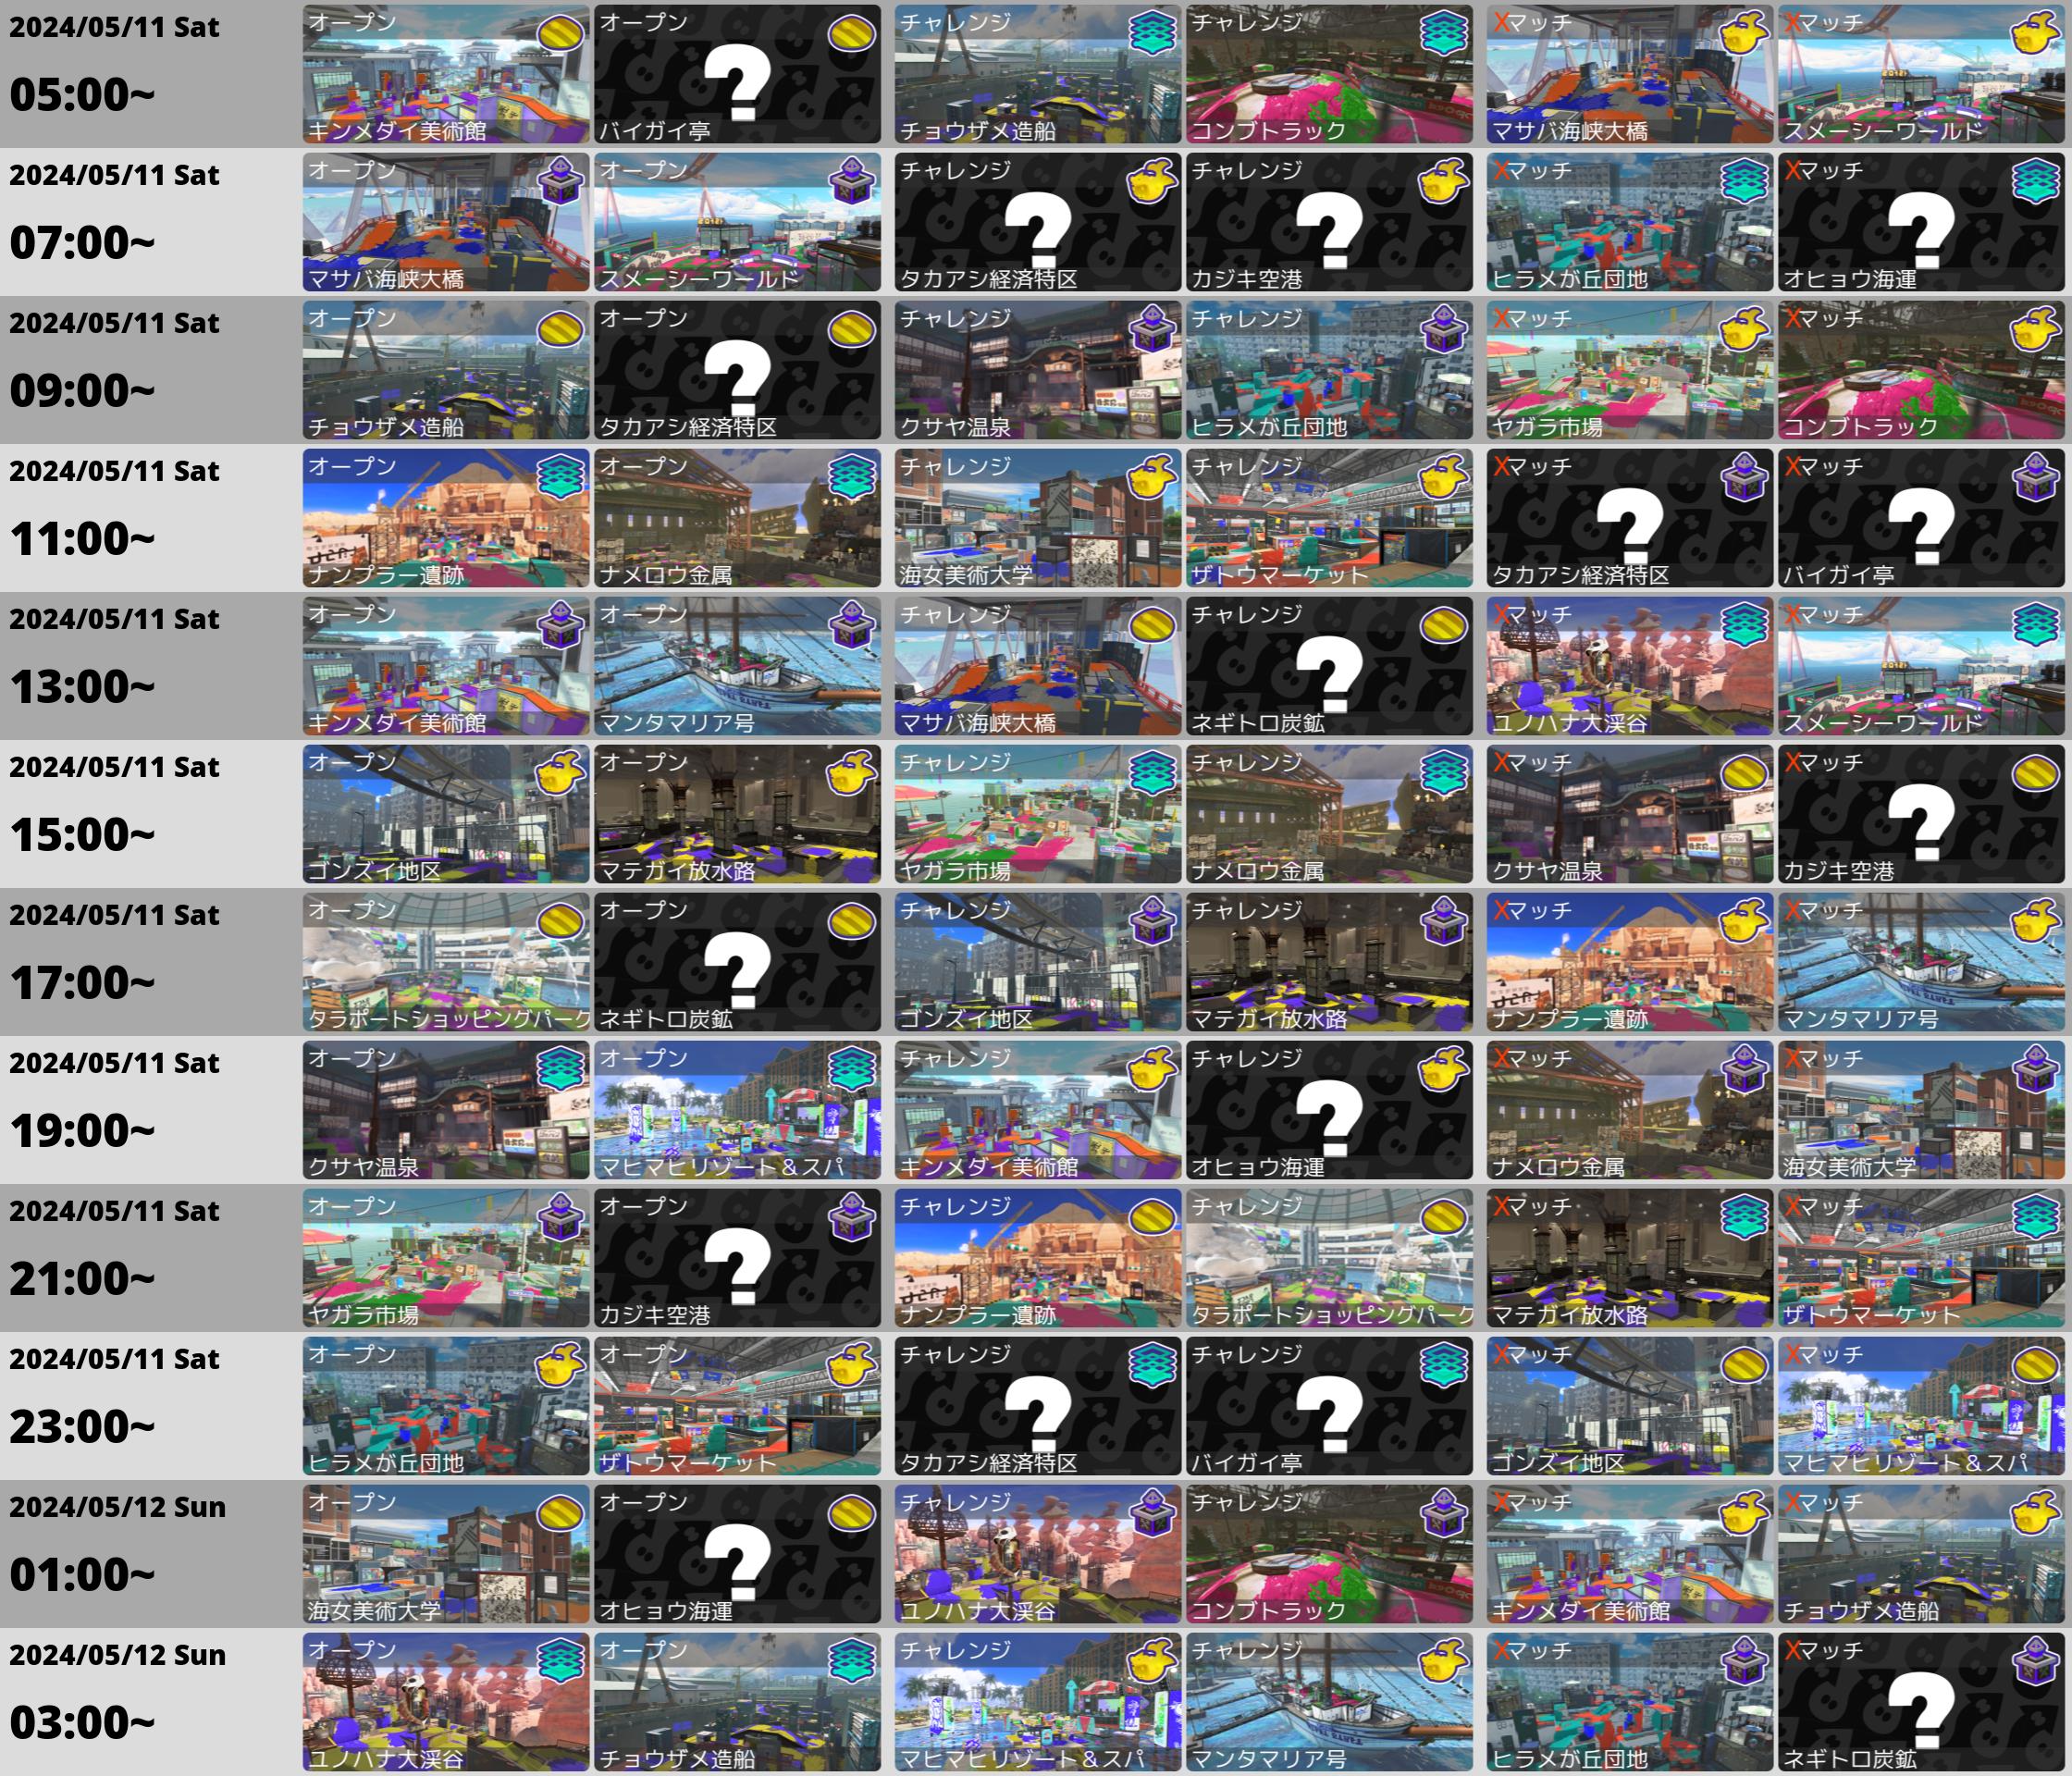 2024/05/11 Sat
05:00~
オープン
キンメダイ美術館
オープン
バイガイ亭
チャレンジ
チョウザメ造船
チャレンジ
コンブトラック
Xマッチ
マサバ海峡大橋
Xマッチ
スメーシーワールド
2024/05/11 Sat
07:00~
オープン
マサバ海峡大橋
オープン
スメーシーワールド
チャレンジ
タカアシ経済特区
チャレンジ
カジキ空港
Xマッチ
ヒラメが丘団地
Xマッチ
オヒョウ海運
2024/05/11 Sat
09:00~
オープン
チョウザメ造船
オープン
タカアシ経済特区
チャレンジ
クサヤ温泉
チャレンジ
ヒラメが丘団地
Xマッチ
ヤガラ市場
Xマッチ
コンブトラック
2024/05/11 Sat
11:00~
オープン
ナンプラー遺跡
オープン
ナメロウ金属
チャレンジ
海女美術大学
チャレンジ
ザトウマーケット
Xマッチ
タカアシ経済特区
Xマッチ
バイガイ亭
2024/05/11 Sat
13:00~
オープン
キンメダイ美術館
オープン
マンタマリア号
チャレンジ
マサバ海峡大橋
チャレンジ
ネギトロ炭鉱
Xマッチ
ユノハナ大渓谷
Xマッチ
スメーシーワールド
2024/05/11 Sat
15:00~
オープン
ゴンズイ地区
オープン
マテガイ放水路
チャレンジ
ヤガラ市場
チャレンジ
ナメロウ金属
Xマッチ
クサヤ温泉
Xマッチ
カジキ空港
2024/05/11 Sat
17:00~
オープン
タラポートショッピングパーク
オープン
ネギトロ炭鉱
チャレンジ
ゴンズイ地区
チャレンジ
マテガイ放水路
Xマッチ
ナンプラー遺跡
Xマッチ
マンタマリア号
2024/05/11 Sat
19:00~
オープン
クサヤ温泉
オープン
マヒマヒリゾート＆スパ
チャレンジ
キンメダイ美術館
チャレンジ
オヒョウ海運
Xマッチ
ナメロウ金属
Xマッチ
海女美術大学
2024/05/11 Sat
21:00~
オープン
ヤガラ市場
オープン
カジキ空港
チャレンジ
ナンプラー遺跡
チャレンジ
タラポートショッピングパーク
Xマッチ
マテガイ放水路
Xマッチ
ザトウマーケット
2024/05/11 Sat
23:00~
オープン
ヒラメが丘団地
オープン
ザトウマーケット
チャレンジ
タカアシ経済特区
チャレンジ
バイガイ亭
Xマッチ
ゴンズイ地区
Xマッチ
マヒマヒリゾート＆スパ
2024/05/12 Sun
01:00~
オープン
海女美術大学
オープン
オヒョウ海運
チャレンジ
ユノハナ大渓谷
チャレンジ
コンブトラック
Xマッチ
キンメダイ美術館
Xマッチ
チョウザメ造船
2024/05/12 Sun
03:00~
オープン
ユノハナ大渓谷
オープン
チョウザメ造船
チャレンジ
マヒマヒリゾート＆スパ
チャレンジ
マンタマリア号
Xマッチ
ヒラメが丘団地
Xマッチ
ネギトロ炭鉱